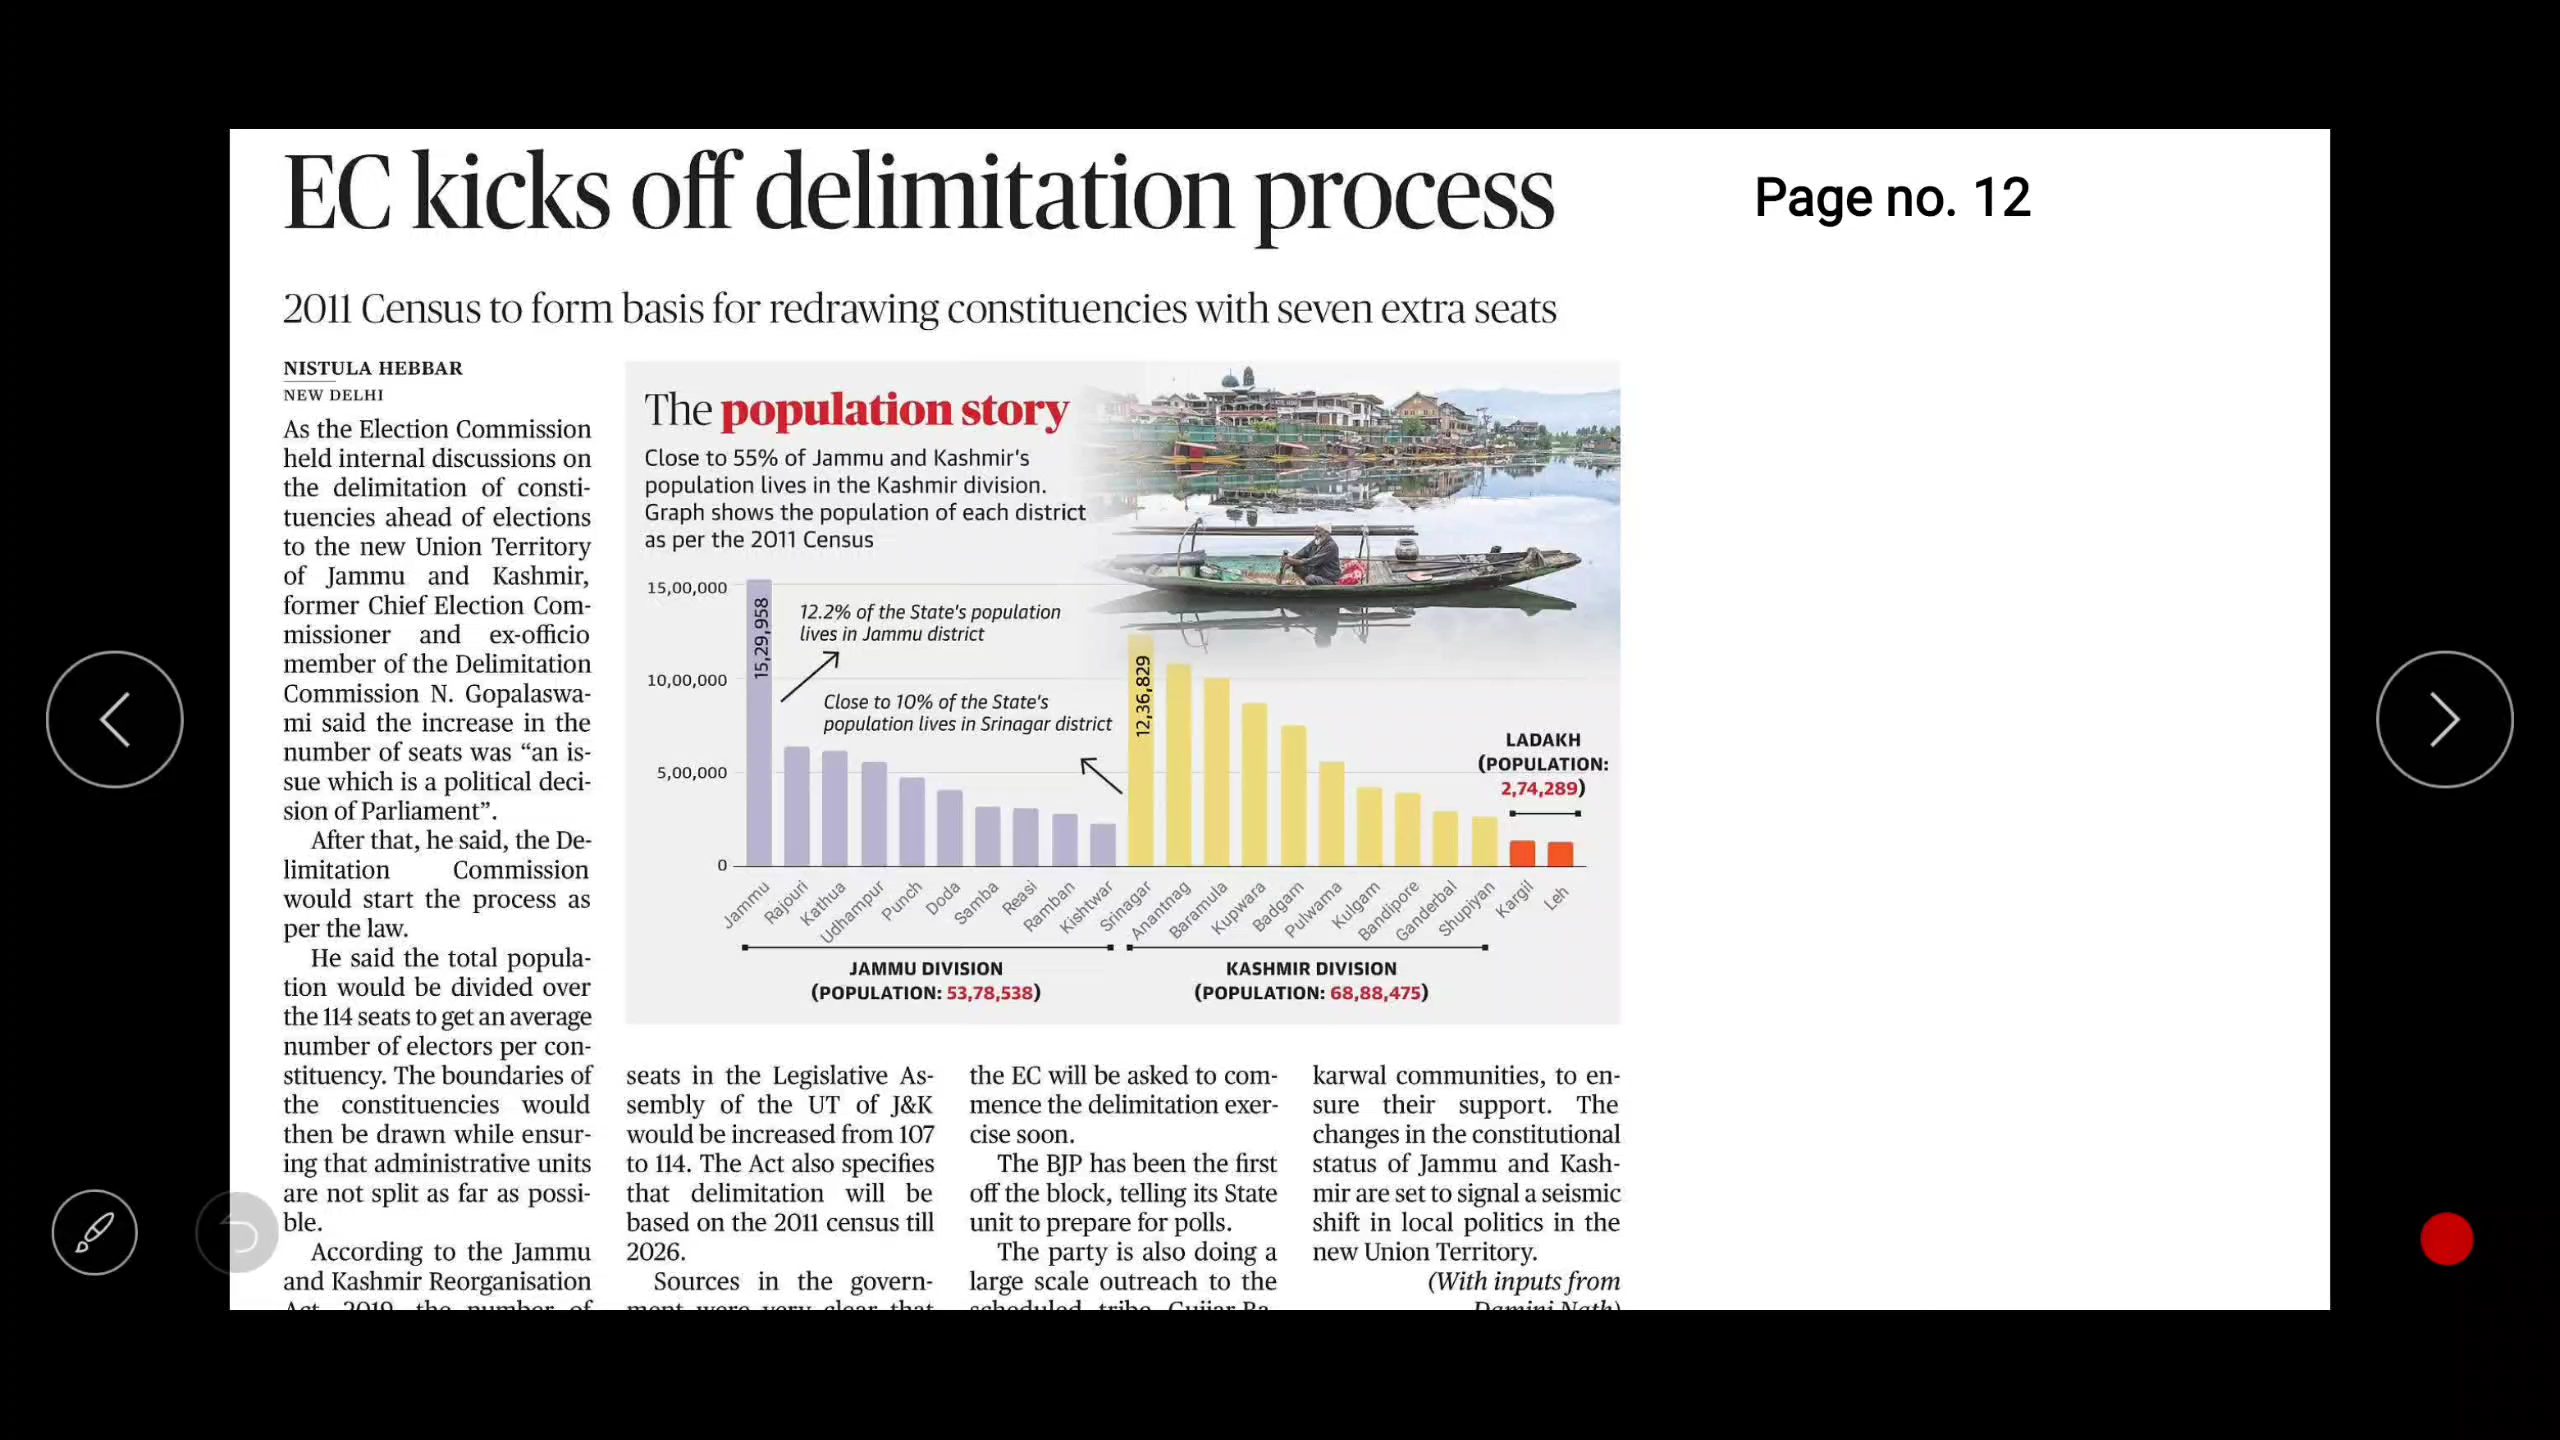 EC kicks off delimitation process
Page no. 12
2011 Census to form basis for redrawing constituencies with seven extra seats
NISTULA HEBBAR
NEW DELHI
As the Election Commission
held internal discussions on
the delimitation of consti-
tuencies ahead of elections
to the new Union Territory
of Jammu and Kashmir,
former Chief Election Com-
missioner and ex-officio
member of the Delimitation
Commission N. Gopalaswa-
mi said the increase in the
number of seats was “an is-
sue which is a political deci-
sion of Parliament”.
After that, he said, the De-
limitation Commission
would start the process as
per the law.
He said the total popula-
tion would be divided over
the 114 seats to get an average
number of electors per con-
stituency. The boundaries of
the constituencies would
then be drawn while ensur-
ing that administrative units
are not split as far as possi-
ble.
According to the Jammu
and Kashmir Reorganisation
Act, 2019, the number of
The population story
Close to 55% of Jammu and Kashmir's
population lives in the Kashmir division.
Graph shows the population of each district
as per the 2011 Census
15,00,000
10,00,000
5,00,000
0
15,29,958
12.2% of the State's population
lives in Jammu district
Close to 10% of the State's
population lives in Srinagar district
12,36,829
LADAKH
(POPULATION:
2,74,289)
Jammu
Rajouri
Kathua
Udhampur
Punch
Doda
Samba
Reasi
Ramban
Kishtwar
Srinagar
Anantnag
Baramula
Kupwara
Badgam
Pulwama
Kulgam
Bandipore
Ganderbal
Shupiyan
Kargil
Leh
JAMMU DIVISION
(POPULATION: 53,78,538)
KASHMIR DIVISION
(POPULATION: 68,88,475)
seats in the Legislative As-
sembly of the UT of J&K
would be increased from 107
to 114. The Act also specifies
that delimitation will be
based on the 2011 census till
2026.
Sources in the govern-
ment were very clear that
the EC will be asked to com-
mence the delimitation exer-
cise soon.
The BJP has been the first
off the block, telling its State
unit to prepare for polls.
The party is also doing a
large scale outreach to the
scheduled tribe Gujjar-Ba-
karwal communities, to en-
sure their support. The
changes in the constitutional
status of Jammu and Kash-
mir are set to signal a seismic
shift in local politics in the
new Union Territory.
(With inputs from
Damini Nath)